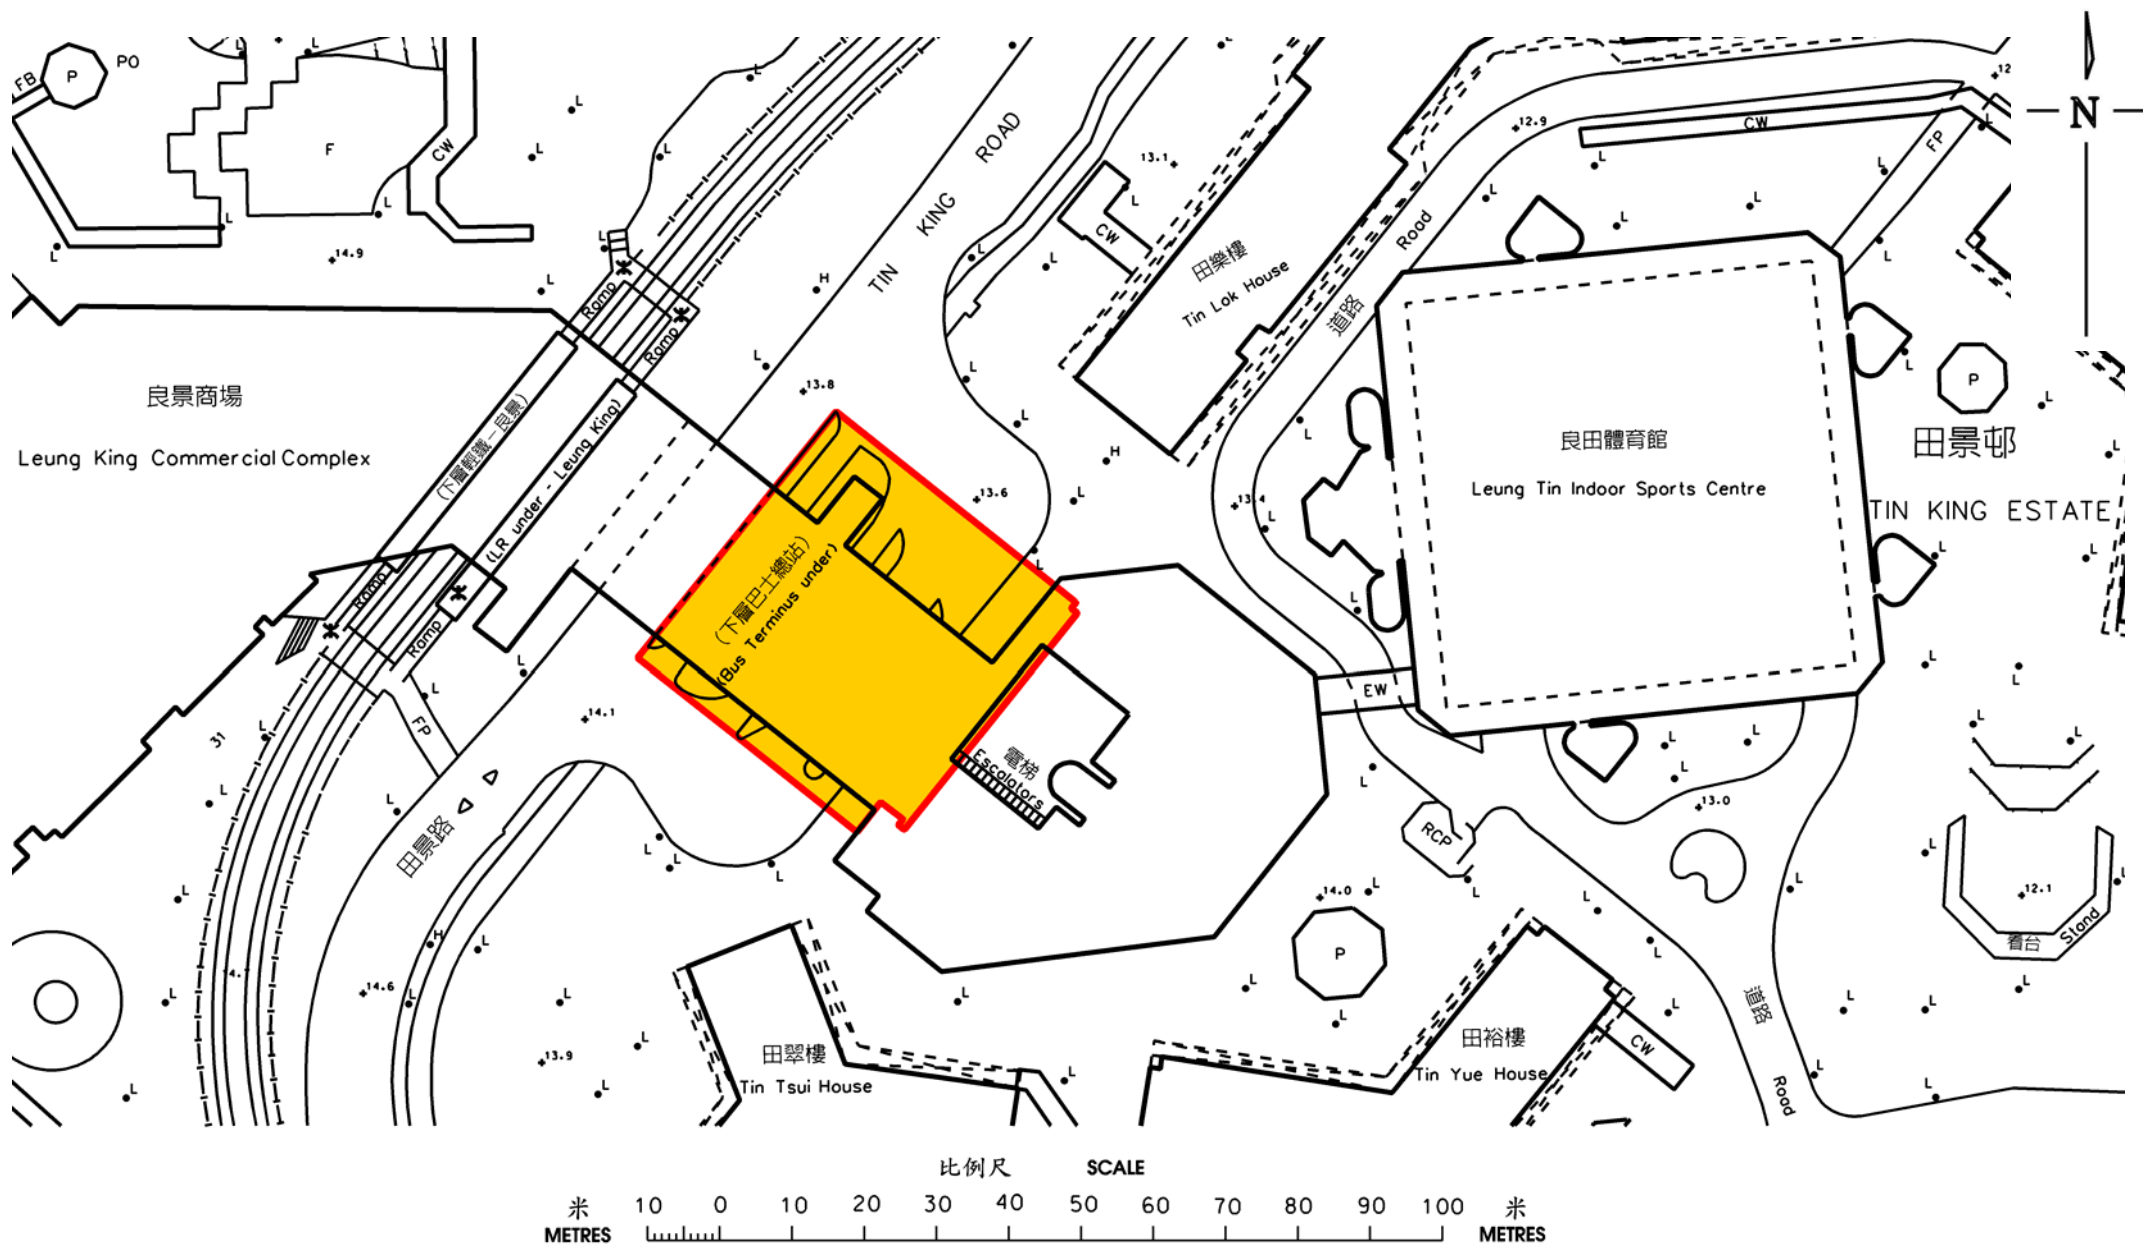 FB
P
PO
F
CW
L
14.9
H
TIN KING ROAD
13.1
CW
田樂樓
Tin Lok House
道路
Road
12.9
CW
FP
12
N
Ramp
Ramp
13.8
良景商場
Leung King Commercial Complex
(下層輕鐵－良景)
(LR under - Leung King)
13.6
H
13.4
良田體育館
Leung Tin Indoor Sports Centre
P
田景邨
TIN KING ESTATE
(下層巴士總站)
(Bus Terminus under)
Ramp
Ramp
FP
14.1
31
EW
電梯
Escalators
田景路
RCP
13.0
14.0
P
12.1
看台
Stand
H
14.6
13.9
田翠樓
Tin Tsui House
田裕樓
Tin Yue House
CW
道路
Road
比例尺 SCALE
米 10 0 10 20 30 40 50 60 70 80 90 100 米
METRES METRES